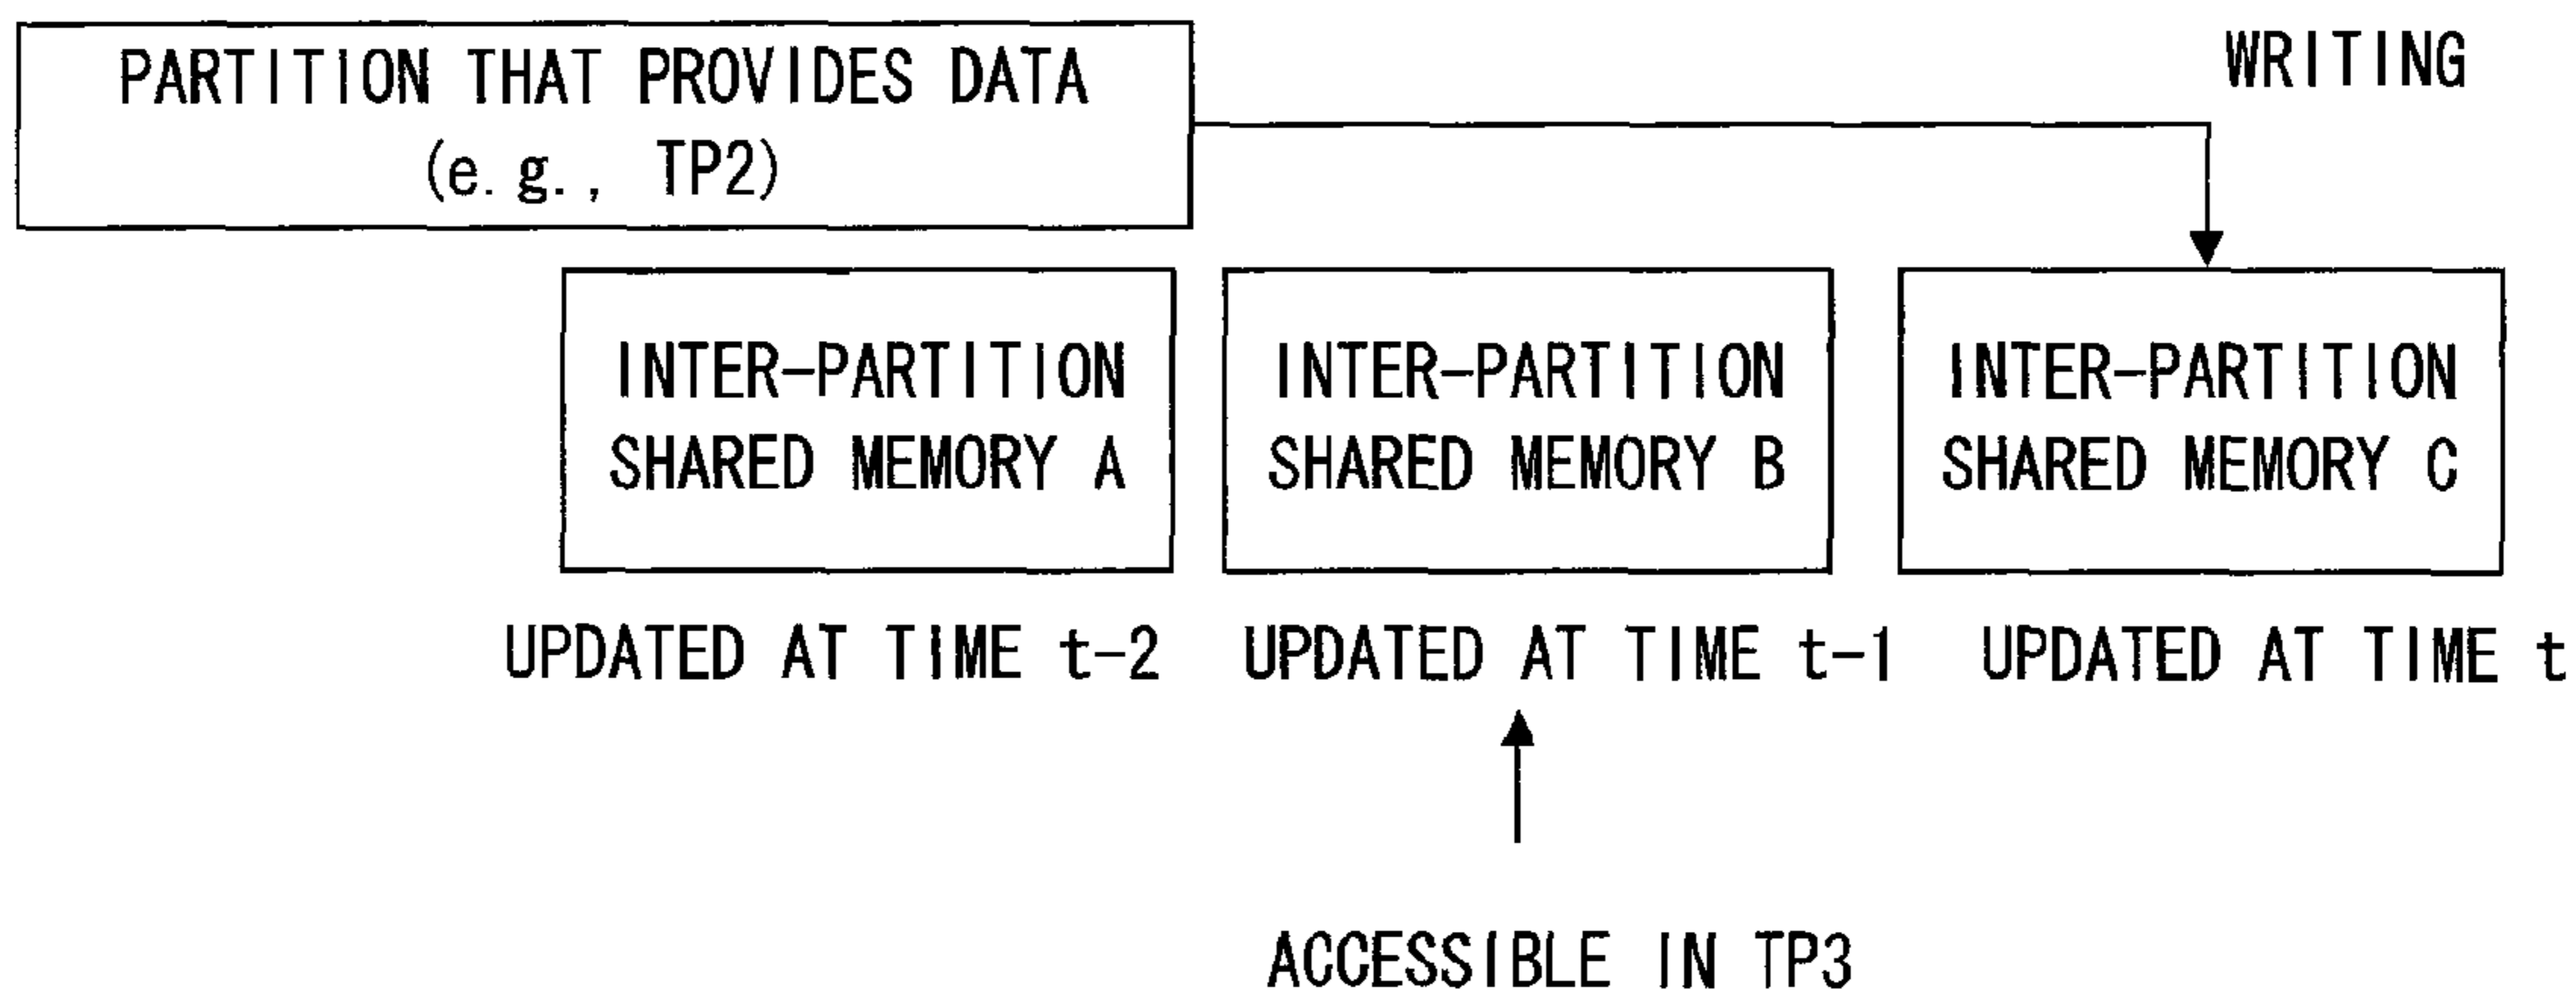 PARTITION THAT PROVIDES DATA
(e.g., TP2)
WRITING
INTER-PARTITION
SHARED MEMORY A
INTER-PARTITION
SHARED MEMORY B
INTER-PARTITION
SHARED MEMORY C
UPDATED AT TIME t-2
UPDATED AT TIME t-1
UPDATED AT TIME t
ACCESSIBLE IN TP3